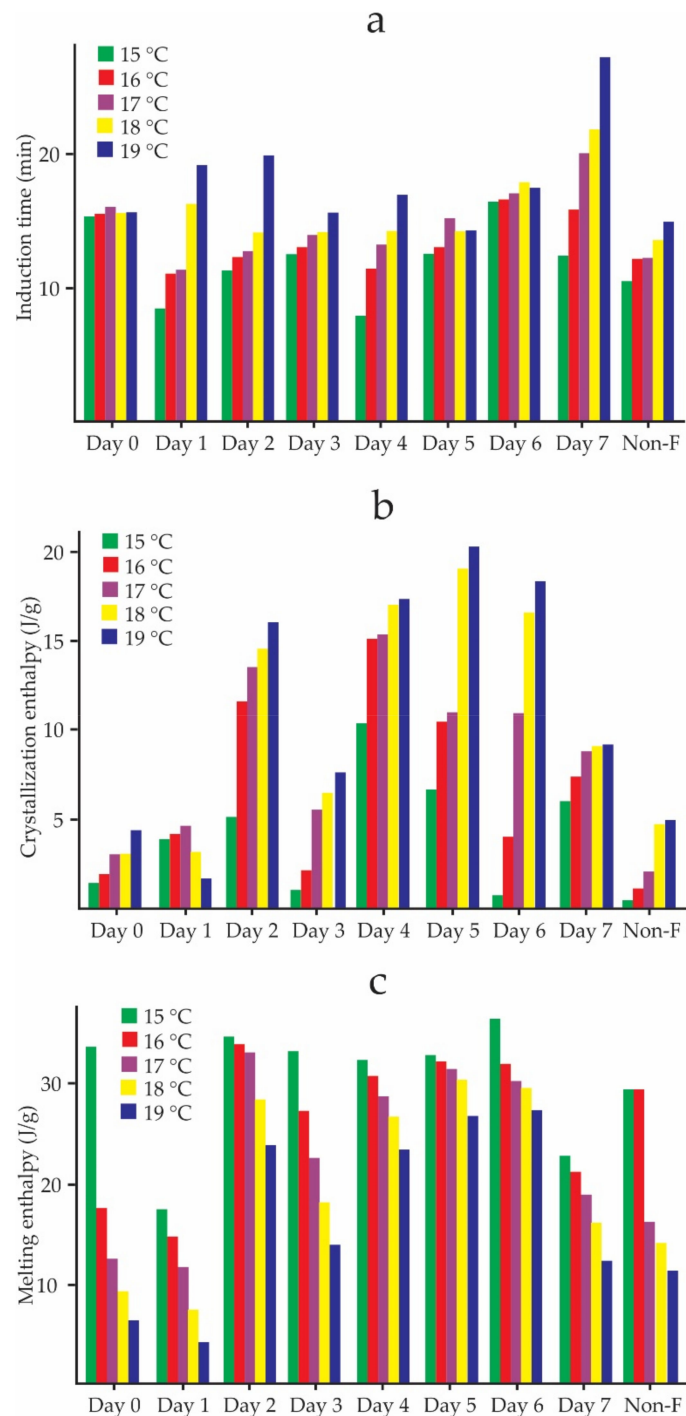 a
15 °C
16 °C
17 °C
18 °C
19 °C
Induction time (min)
20
10
Day 0 Day 1 Day 2 Day 3 Day 4 Day 5 Day 6 Day 7 Non-F
b
15 °C
16 °C
17 °C
18 °C
19 °C
Crystallization enthalpy (J/g)
20
15
10
5
Day 0 Day 1 Day 2 Day 3 Day 4 Day 5 Day 6 Day 7 Non-F
c
15 °C
16 °C
17 °C
18 °C
19 °C
Melting enthalpy (J/g)
30
20
10
Day 0 Day 1 Day 2 Day 3 Day 4 Day 5 Day 6 Day 7 Non-F